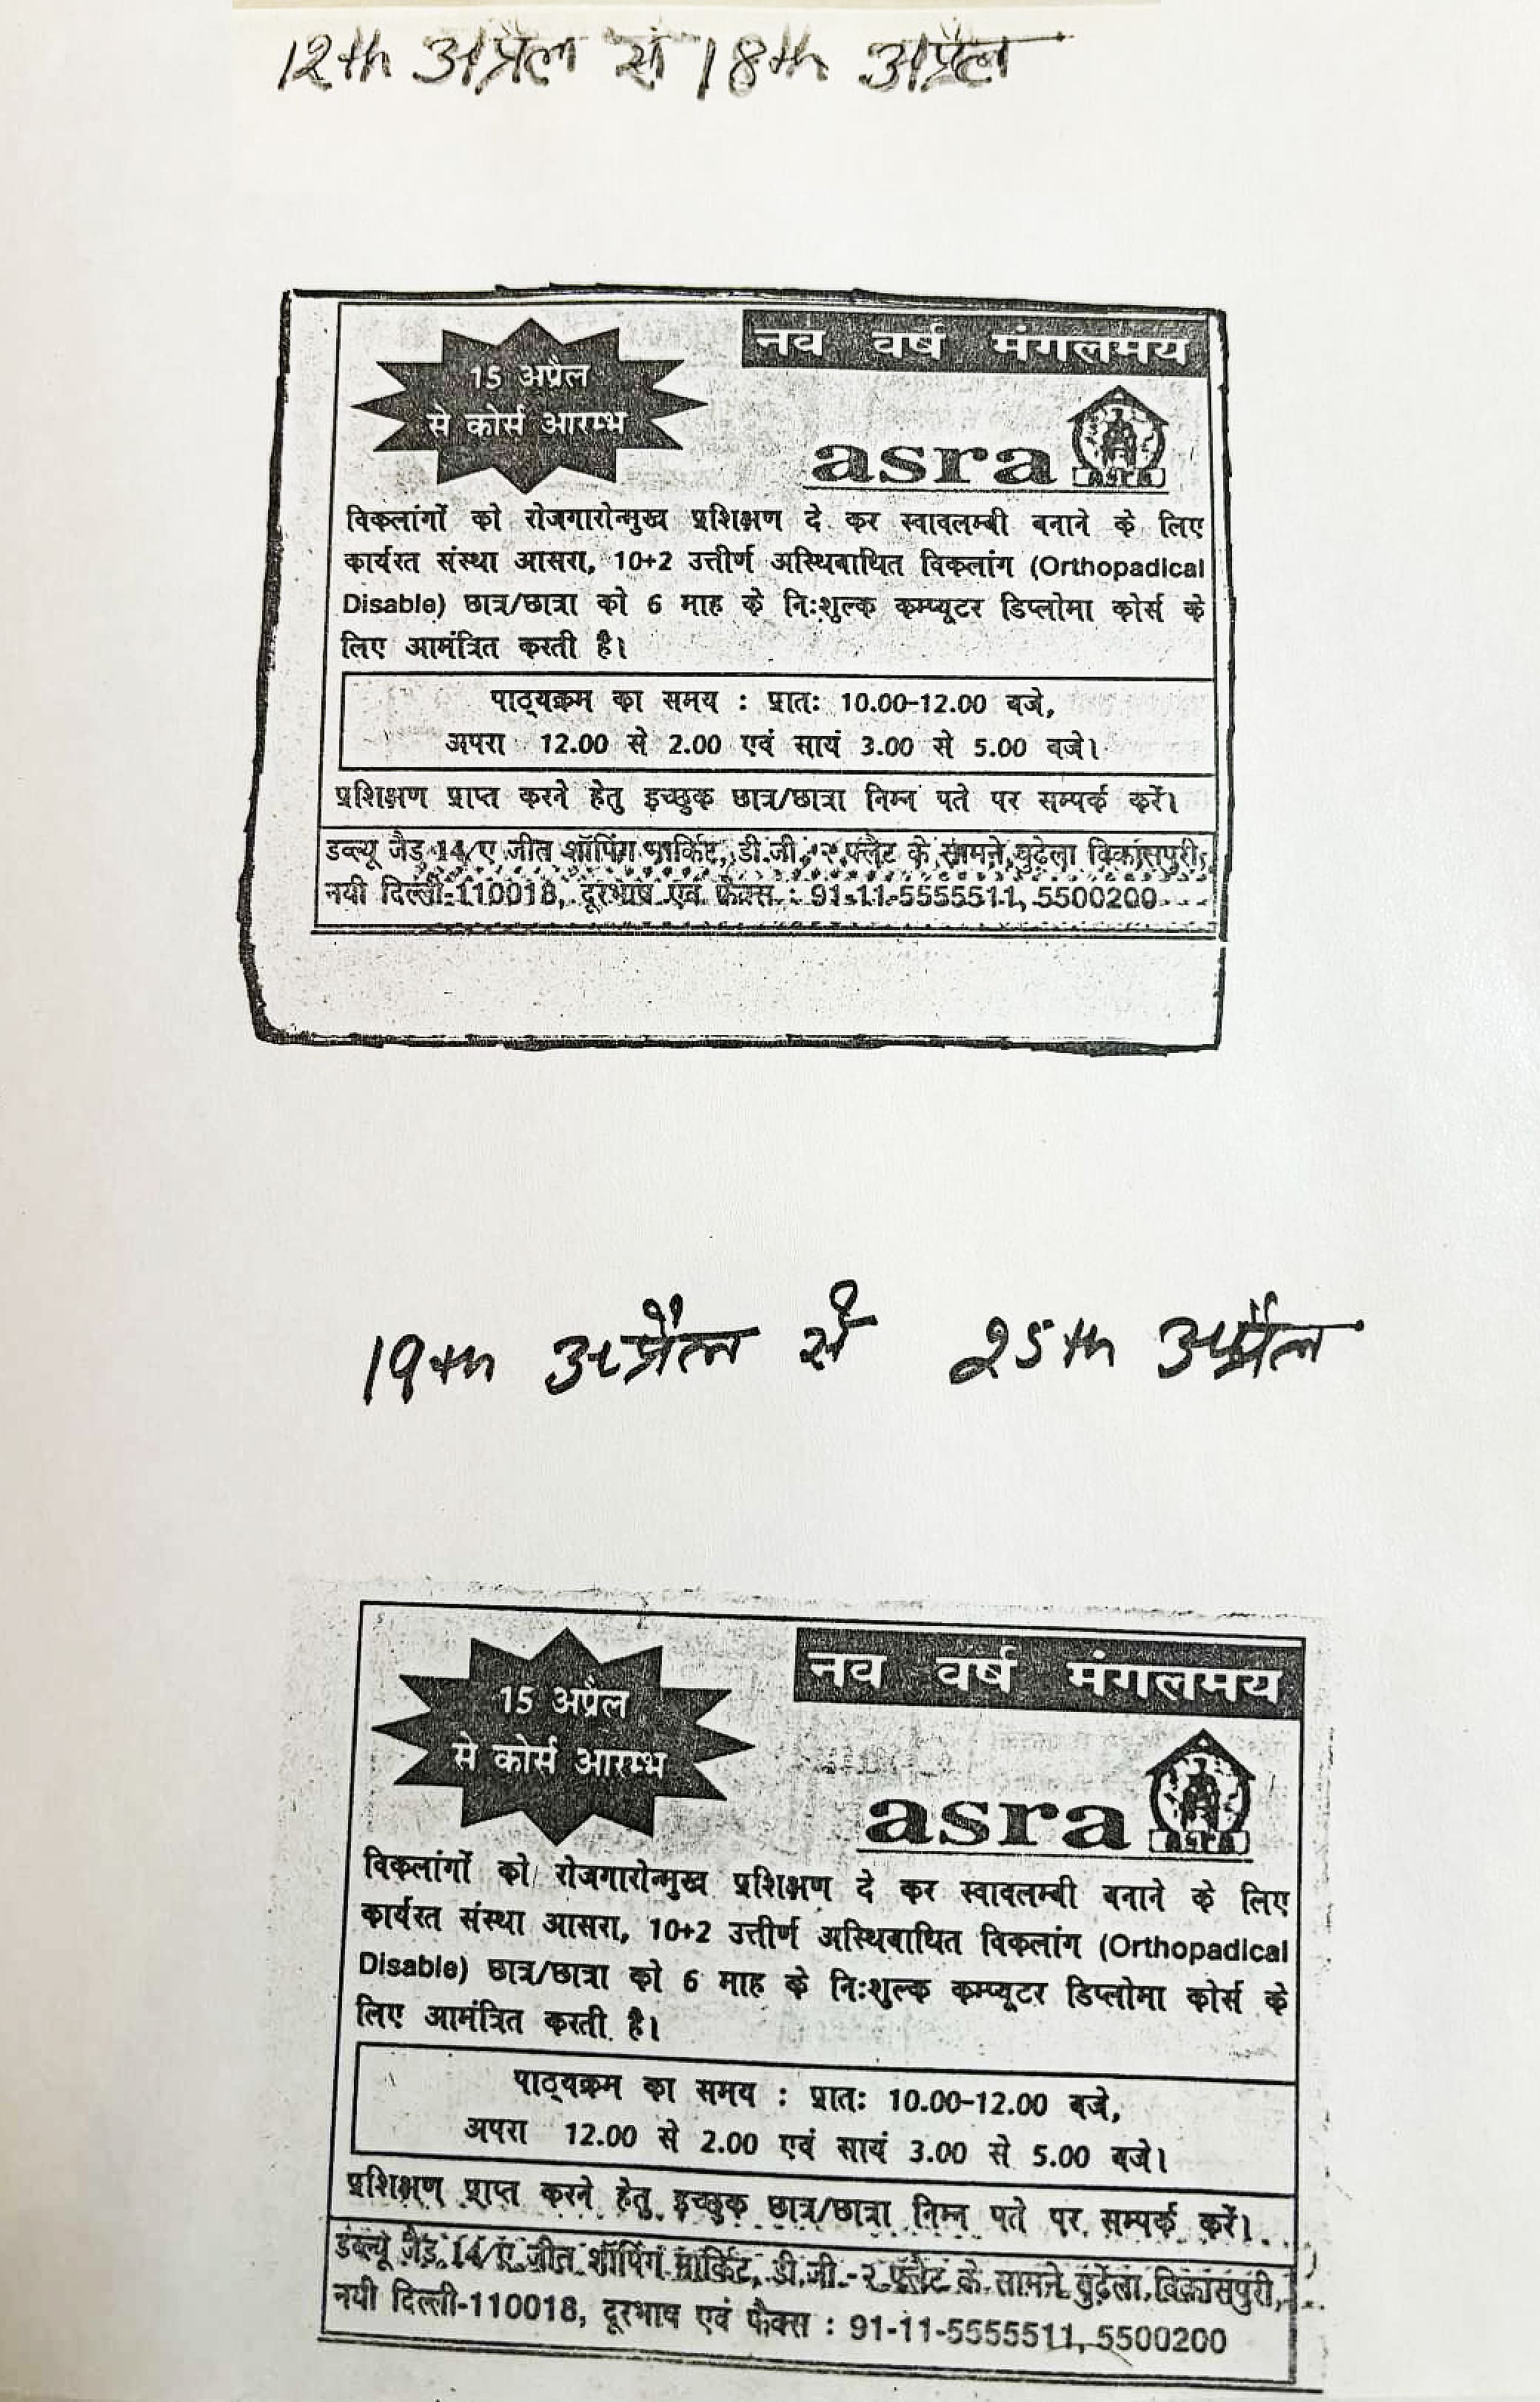 12th अप्रैल से 18th अप्रैल
नव वर्ष मंगलमय
15 अप्रैल
से कोर्स आरम्भ
asra
विकलांगों को रोजगारोन्मुख प्रशिक्षण दे कर स्वावलम्बी बनाने के लिए
कार्यरत संस्था आसरा, 10+2 उत्तीर्ण अस्थिबाधित विकलांग (Orthopadical
Disable) छात्र/छात्रा को 6 माह के निःशुल्क कम्प्यूटर डिप्लोमा कोर्स के
लिए आमंत्रित करती है।
पाठ्यक्रम का समय : प्रातः 10.00-12.00 बजे,
अपरा 12.00 से 2.00 एवं सायं 3.00 से 5.00 बजे।
प्रशिक्षण प्राप्त करने हेतु इच्छुक छात्र/छात्रा निम्न पते पर सम्पर्क करें।
डब्ल्यू जैड 14/ए जीत शॉपिंग मार्किट, डी.जी.-२ फ्लैट के सामने बुढ़ेला विकासपुरी,
नयी दिल्ली-110018, दूरभाष एवं फैक्स : 91-11-5555511, 5500200
19th अप्रैल से 25th अप्रैल
नव वर्ष मंगलमय
15 अप्रैल
से कोर्स आरम्भ
asra
विकलांगों को रोजगारोन्मुख प्रशिक्षण दे कर स्वावलम्बी बनाने के लिए
कार्यरत संस्था आसरा, 10+2 उत्तीर्ण अस्थिबाधित विकलांग (Orthopadical
Disable) छात्र/छात्रा को 6 माह के निःशुल्क कम्प्यूटर डिप्लोमा कोर्स के
लिए आमंत्रित करती है।
पाठ्यक्रम का समय : प्रातः 10.00-12.00 बजे,
अपरा 12.00 से 2.00 एवं सायं 3.00 से 5.00 बजे।
प्रशिक्षण प्राप्त करने हेतु इच्छुक छात्र/छात्रा निम्न पते पर सम्पर्क करें।
डब्ल्यू जैड 14/ए जीत शॉपिंग मार्किट, डी.जी.-२ फ्लैट के सामने बुढ़ेला विकासपुरी,
नयी दिल्ली-110018, दूरभाष एवं फैक्स : 91-11-5555511, 5500200